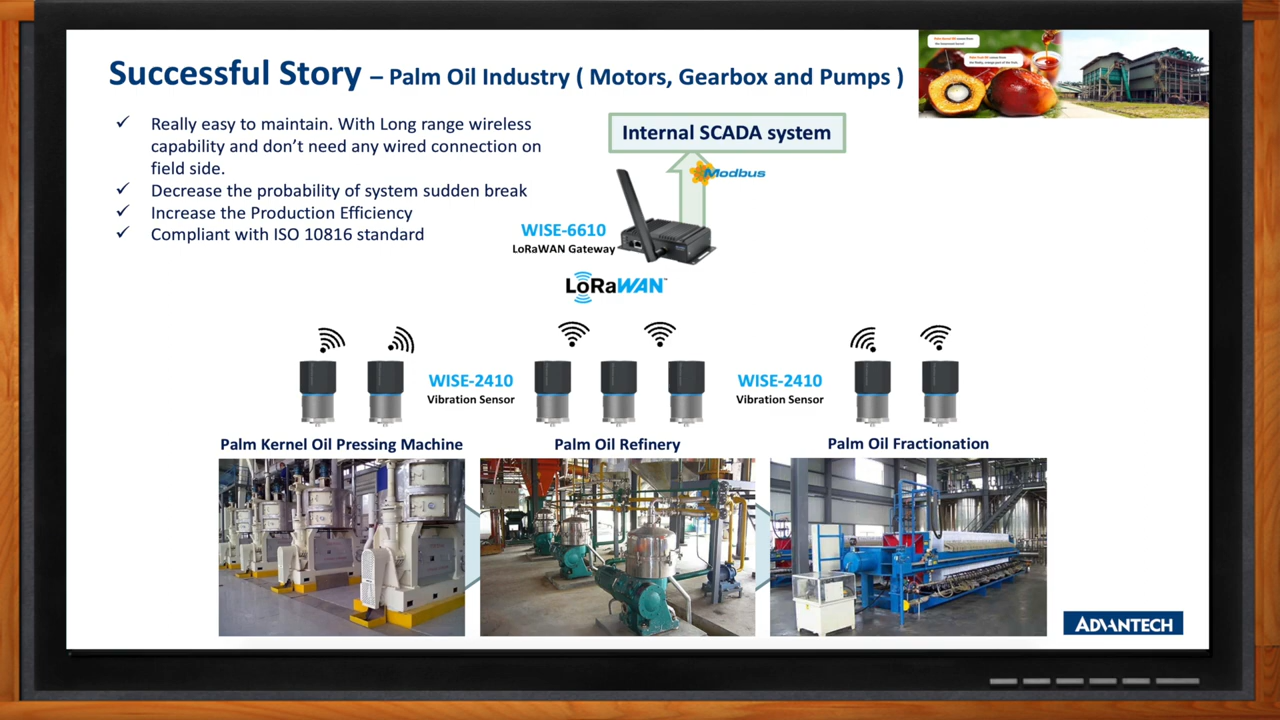 Successful Story – Palm Oil Industry ( Motors, Gearbox and Pumps )
✓ Really easy to maintain. With Long range wireless
capability and don't need any wired connection on
field side.
✓ Decrease the probability of system sudden break
✓ Increase the Production Efficiency
✓ Compliant with ISO 10816 standard
Internal SCADA system
Modbus
WISE-6610
LoRaWAN Gateway
LoRaWAN™
WISE-2410
Vibration Sensor
WISE-2410
Vibration Sensor
Palm Kernel Oil Pressing Machine
Palm Oil Refinery
Palm Oil Fractionation
ADVANTECH